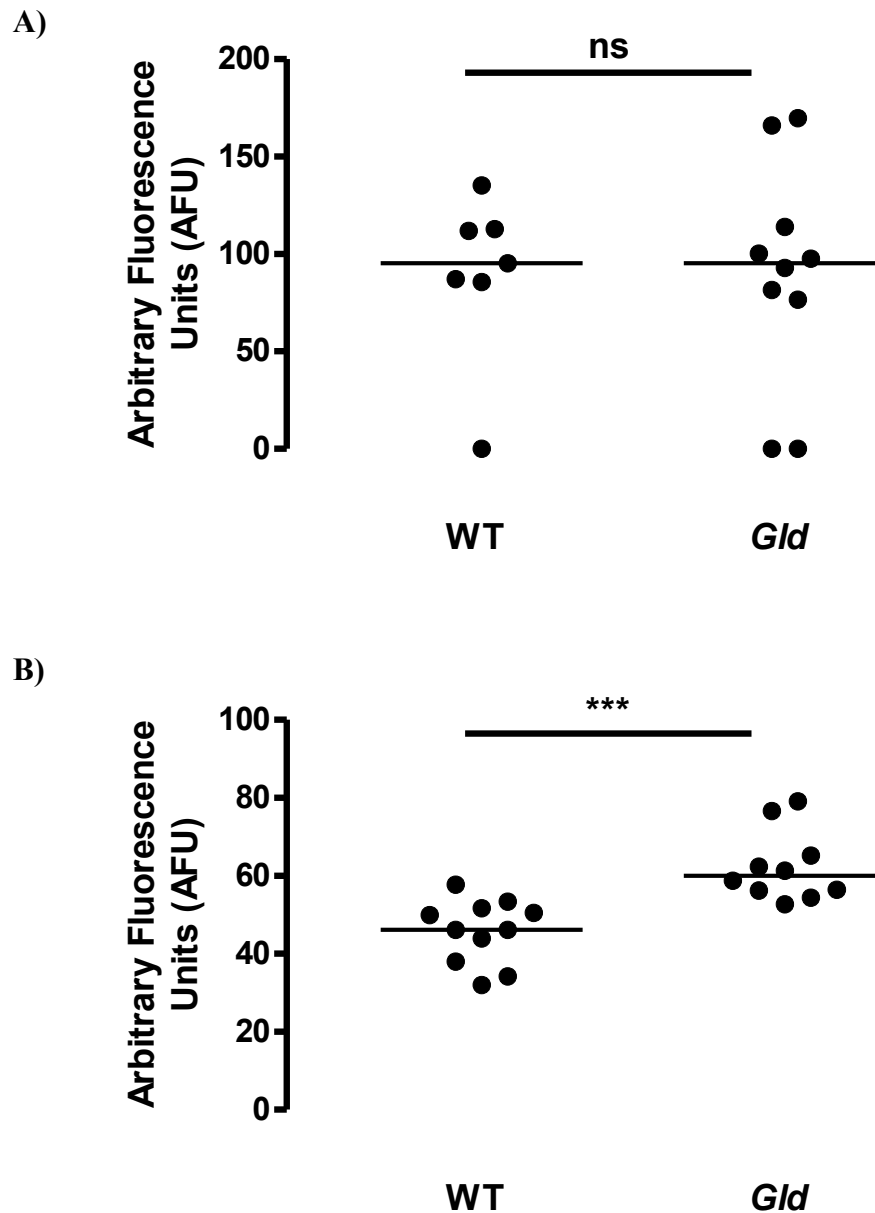 A)
ns
Arbitrary Fluorescence
Units (AFU)
200
150
100
50
0
WT
Gld
B)
***
Arbitrary Fluorescence
Units (AFU)
100
80
60
40
20
0
WT
Gld